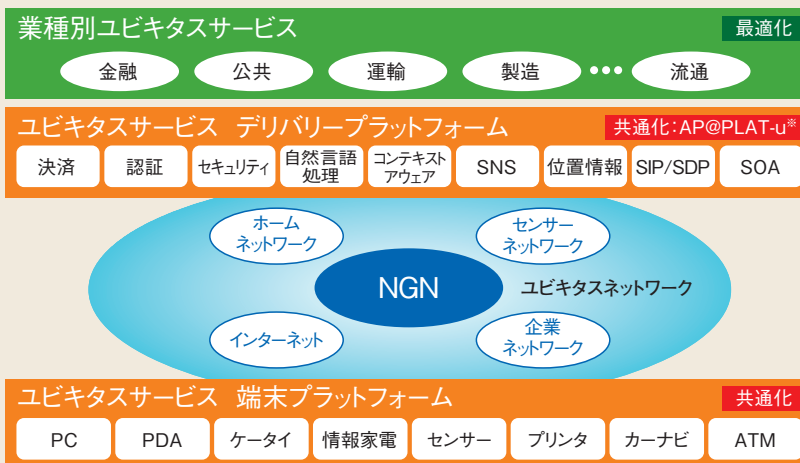 業種別ユビキタスサービス
最適化
金融
公共
運輸
製造
•••
流通
ユビキタスサービス デリバリープラットフォーム
共通化：AP@PLAT-u※
決済
認証
セキュリティ
自然言語
処理
コンテキスト
アウェア
SNS
位置情報
SIP/SDP
SOA
ホーム
ネットワーク
センサー
ネットワーク
NGN
ユビキタスネットワーク
インターネット
企業
ネットワーク
ユビキタスサービス 端末プラットフォーム
共通化
PC
PDA
ケータイ
情報家電
センサー
プリンタ
カーナビ
ATM